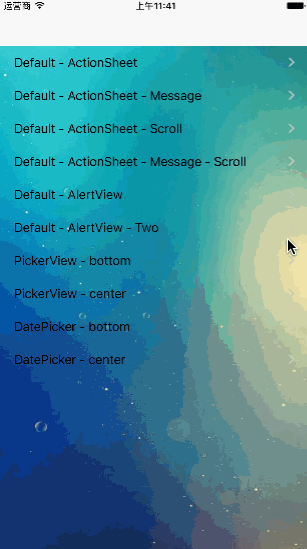 运营商 上午11:41
Default - ActionSheet
Default - ActionSheet - Message
Default - ActionSheet - Scroll
Default - ActionSheet - Message - Scroll
Default - AlertView
Default - AlertView - Two
PickerView - bottom
PickerView - center
DatePicker - bottom
DatePicker - center